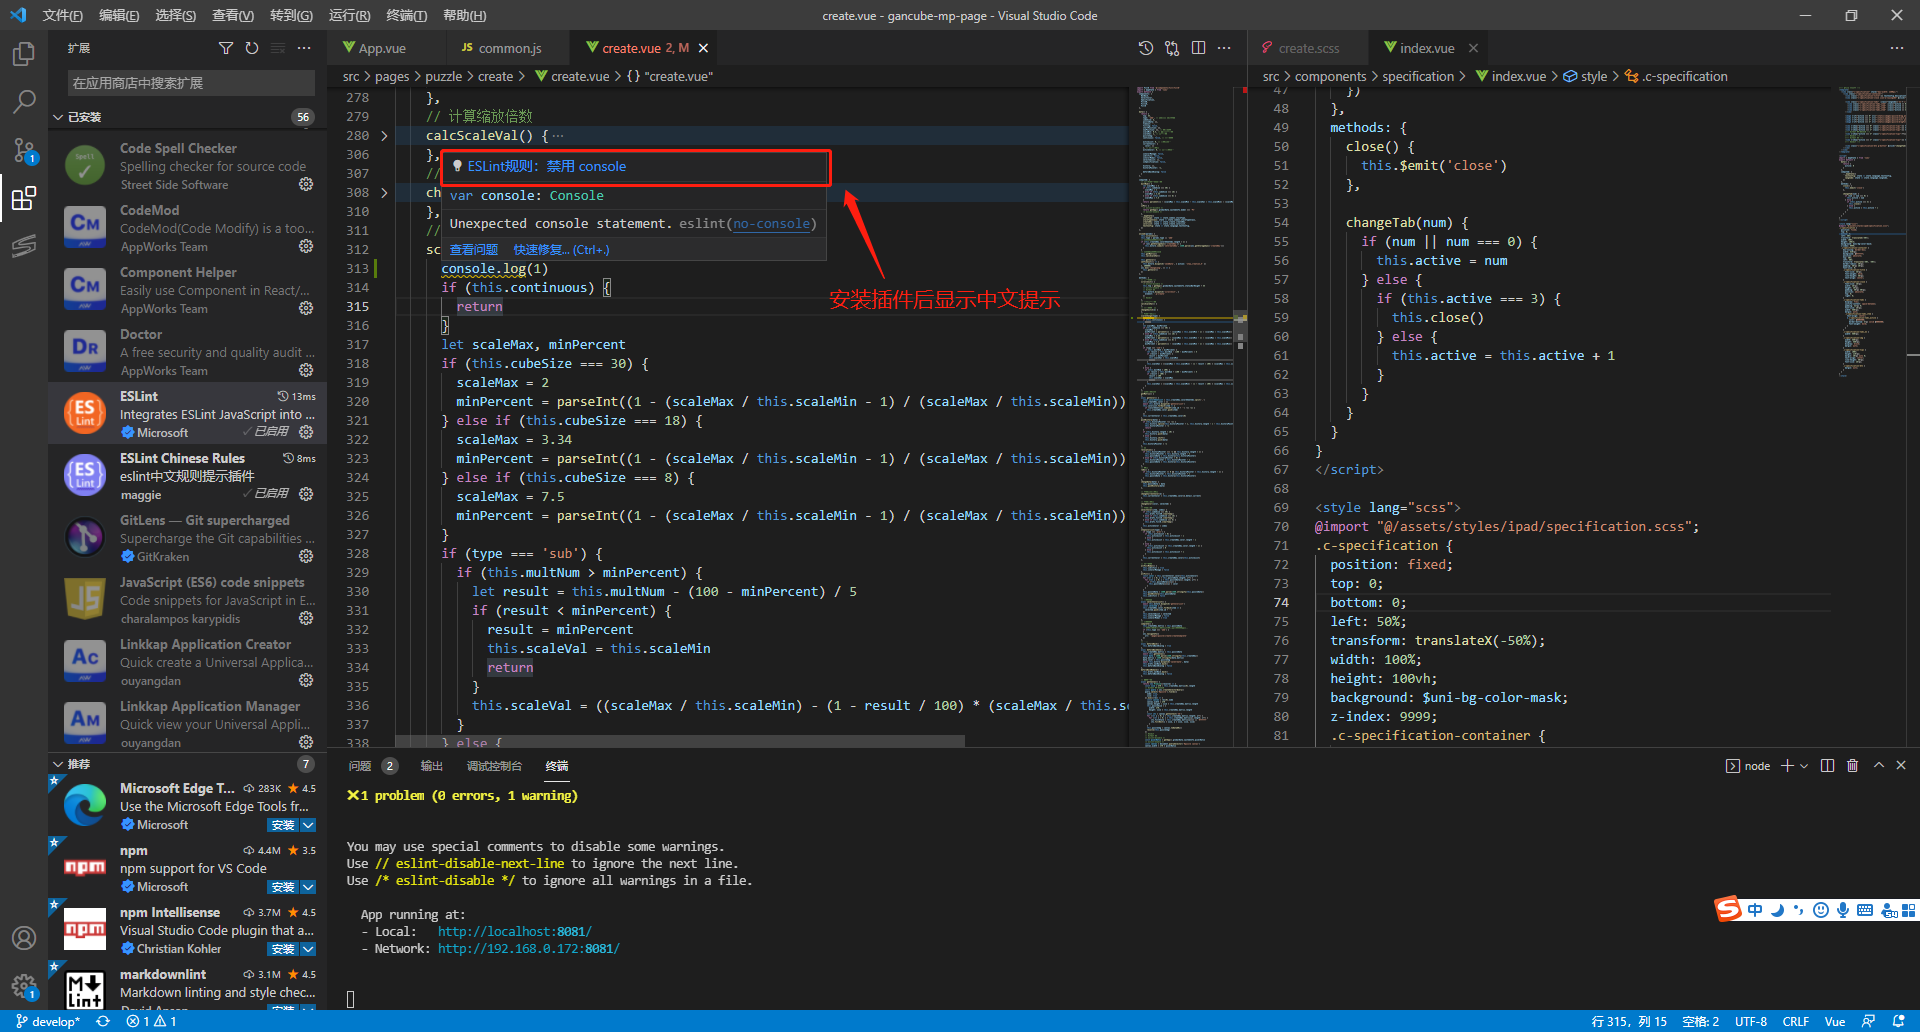 文件(F) 编辑(E) 选择(S) 查看(V) 转到(G) 运行(R) 终端(T) 帮助(H)
create.vue - gancube-mp-page - Visual Studio Code
扩展
在应用商店中搜索扩展
已安装 56
Code Spell Checker
Spelling checker for source code
Street Side Software
CodeMod
CodeMod(Code Modify) is a too...
AppWorks Team
Component Helper
Easily use Component in React/...
AppWorks Team
Doctor
A free security and quality audit ...
AppWorks Team
ESLint 13ms
Integrates ESLint JavaScript into ...
Microsoft 已启用
ESLint Chinese Rules 8ms
eslint中文规则提示插件
maggie 已启用
GitLens — Git supercharged
Supercharge the Git capabilities ...
GitKraken
JavaScript (ES6) code snippets
Code snippets for JavaScript in E...
charalampos karypidis
Linkkap Application Creator
Quick create a Universal Applica...
ouyangdan
Linkkap Application Manager
Quick view your Universal Appli...
ouyangdan
推荐 7
Microsoft Edge T... 283K 4.5
Use the Microsoft Edge Tools fr...
Microsoft 安装
npm 4.4M 3.5
npm support for VS Code
Microsoft 安装
npm Intellisense 3.7M 4.5
Visual Studio Code plugin that a...
Christian Kohler 安装
markdownlint 3.1M 4.5
Markdown linting and style chec...
App.vue
JS common.js
create.vue 2, M
src > pages > puzzle > create > create.vue > {} "create.vue"
278 },
279 // 计算缩放倍数
280 calcScaleVal() { ...
306 },
307 //
308 ch
310 },
311 //
312 sc
ESLint规则：禁用 console
var console: Console
Unexpected console statement. eslint(no-console)
查看问题 快速修复... (Ctrl+.)
安装插件后显示中文提示
313 console.log(1)
314 if (this.continuous) {
315 return
316 }
317 let scaleMax, minPercent
318 if (this.cubeSize === 30) {
319 scaleMax = 2
320 minPercent = parseInt((1 - (scaleMax / this.scaleMin - 1) / (scaleMax / this.scaleMin))
321 } else if (this.cubeSize === 18) {
322 scaleMax = 3.34
323 minPercent = parseInt((1 - (scaleMax / this.scaleMin - 1) / (scaleMax / this.scaleMin))
324 } else if (this.cubeSize === 8) {
325 scaleMax = 7.5
326 minPercent = parseInt((1 - (scaleMax / this.scaleMin - 1) / (scaleMax / this.scaleMin))
327 }
328 if (type === 'sub') {
329 if (this.multNum > minPercent) {
330 let result = this.multNum - (100 - minPercent) / 5
331 if (result < minPercent) {
332 result = minPercent
333 this.scaleVal = this.scaleMin
334 return
335 }
336 this.scaleVal = ((scaleMax / this.scaleMin) - (1 - result / 100) * (scaleMax / this.sc
337 }
338 } else {
create.scss
index.vue
src > components > specification > index.vue > style > .c-specification
47 })
48 },
49 methods: {
50 close() {
51 this.$emit('close')
52 },
53
54 changeTab(num) {
55 if (num || num === 0) {
56 this.active = num
57 } else {
58 if (this.active === 3) {
59 this.close()
60 } else {
61 this.active = this.active + 1
62 }
63 }
64 }
65 }
66 }
67 </script>
68
69 <style lang="scss">
70 @import "@/assets/styles/ipad/specification.scss";
71 .c-specification {
72 position: fixed;
73 top: 0;
74 bottom: 0;
75 left: 50%;
76 transform: translateX(-50%);
77 width: 100%;
78 height: 100vh;
79 background: $uni-bg-color-mask;
80 z-index: 9999;
81 .c-specification-container {
问题 2 输出 调试控制台 终端
node
1 problem (0 errors, 1 warning)
You may use special comments to disable some warnings.
Use // eslint-disable-next-line to ignore the next line.
Use /* eslint-disable */ to ignore all warnings in a file.
App running at:
- Local: http://localhost:8081/
- Network: http://192.168.0.172:8081/
中
develop* 1 1
行 315，列 15 空格: 2 UTF-8 CRLF Vue